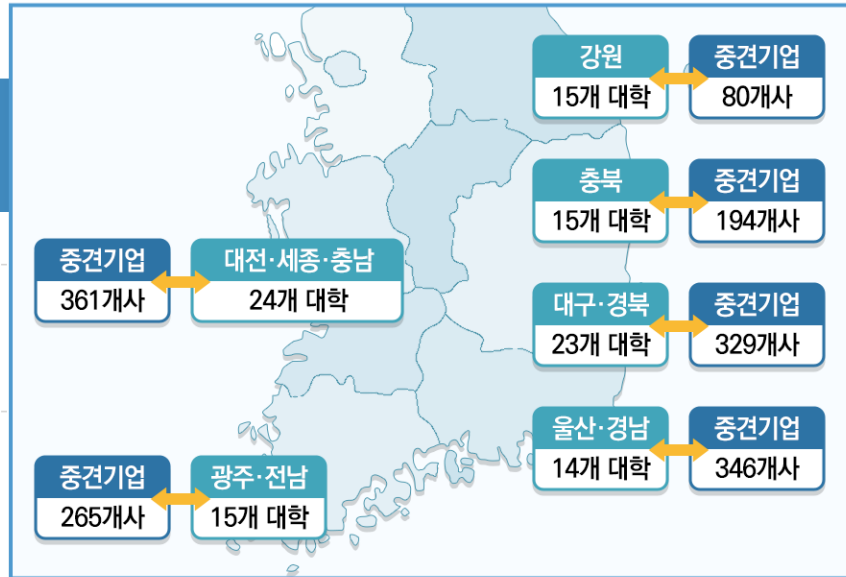 강원
15개 대학
중견기업
80개사
충북
15개 대학
중견기업
194개사
중견기업
361개사
대전·세종·충남
24개 대학
대구·경북
23개 대학
중견기업
329개사
울산·경남
14개 대학
중견기업
346개사
중견기업
265개사
광주·전남
15개 대학